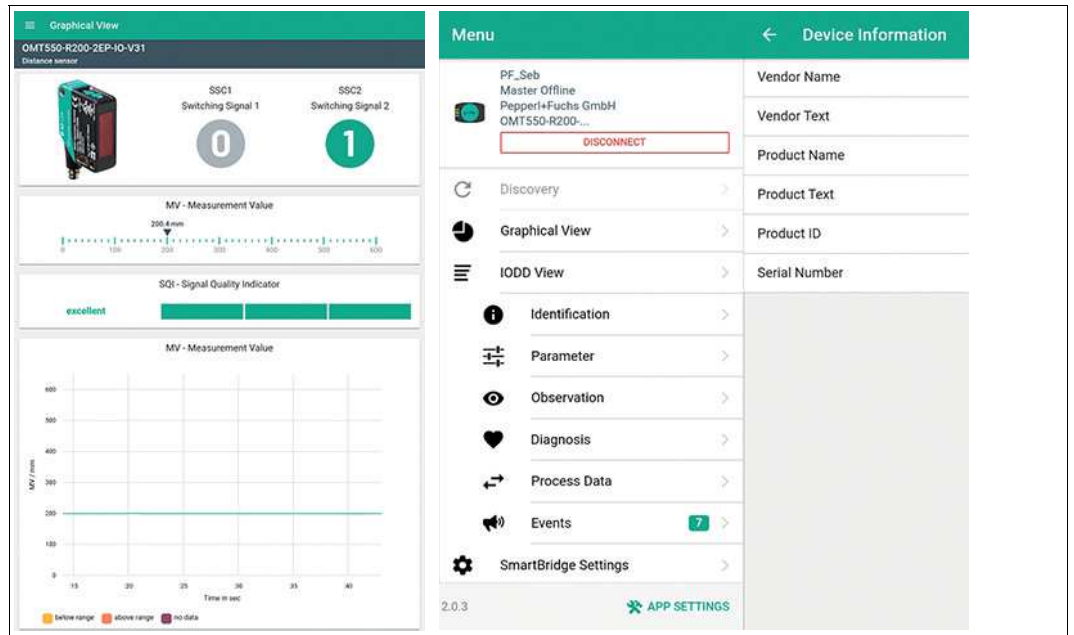 Graphical View
OMT550-R200-2EP-IO-V31
Distance sensor
SSC1
Switching Signal 1
SSC2
Switching Signal 2
0
1
MV - Measurement Value
200.4 mm
0 100 200 300 400 500 600
SQI - Signal Quality Indicator
excellent
MV - Measurement Value
MV / mm
600
500
400
300
200
100
0
15 20 25 30 35 40
Time in sec
below range above range no data
Menu
PF_Seb
Master Offline
Pepperl+Fuchs GmbH
OMT550-R200-...
DISCONNECT
Discovery
Graphical View
IODD View
Identification
Parameter
Observation
Diagnosis
Process Data
Events 7
SmartBridge Settings
2.0.3 APP SETTINGS
Device Information
Vendor Name
Vendor Text
Product Name
Product Text
Product ID
Serial Number